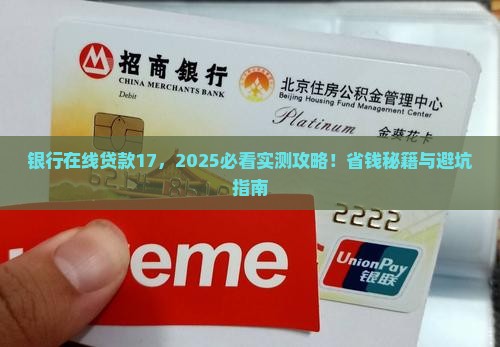 招商银行
CHINA MERCHANTS BANK
Debit
北京住房公积金管理中心
Beijing Housing Fund Management Center
Platinum
金葵花卡
银行在线贷款17，2025必看实测攻略！省钱秘籍与避坑
指南
2222
UnionPay
银联